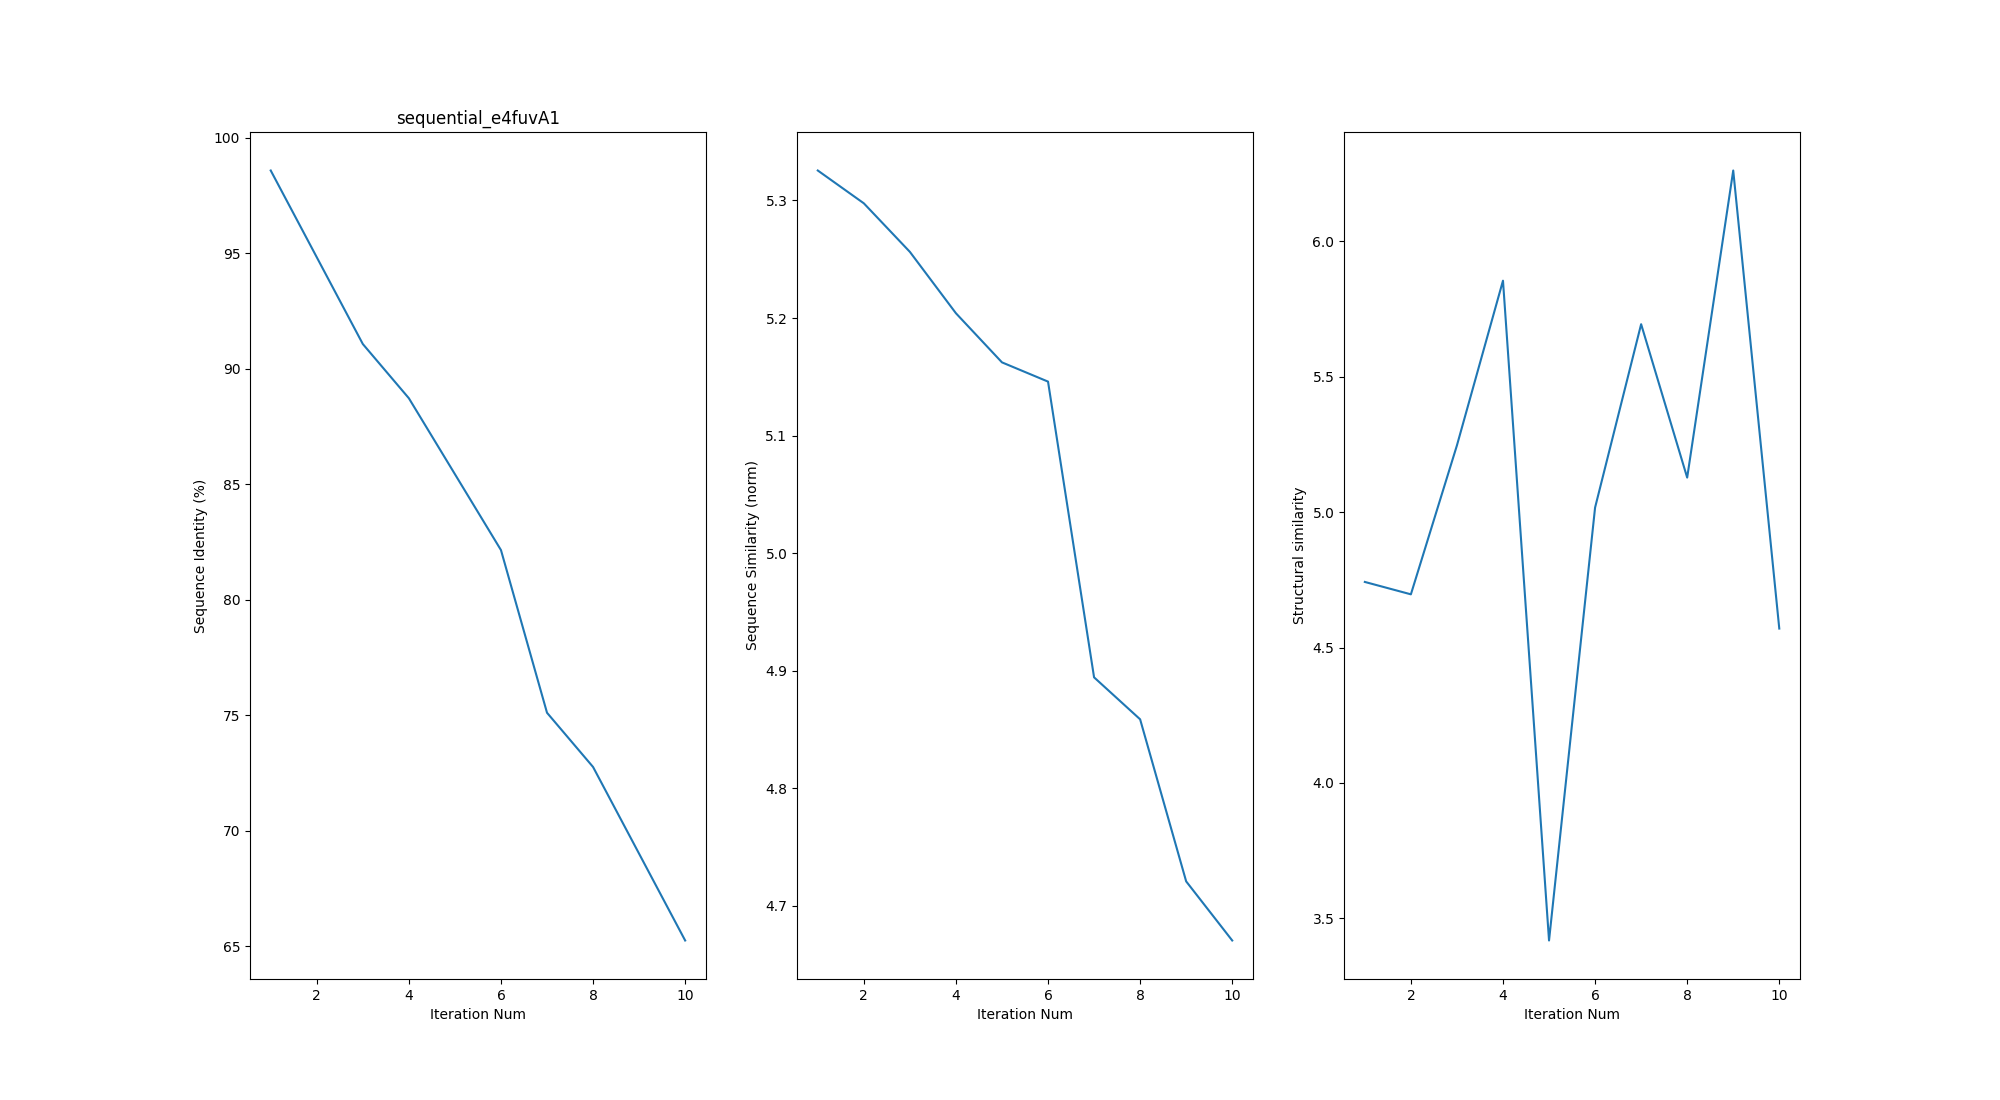 sequential_e4fuvA1
100
95
90
85
80
75
70
65
Sequence Identity (%)
2 4 6 8 10
Iteration Num
5.3
5.2
5.1
5.0
4.9
4.8
4.7
Sequence Similarity (norm)
2 4 6 8 10
Iteration Num
6.0
5.5
5.0
4.5
4.0
3.5
Structural similarity
2 4 6 8 10
Iteration Num